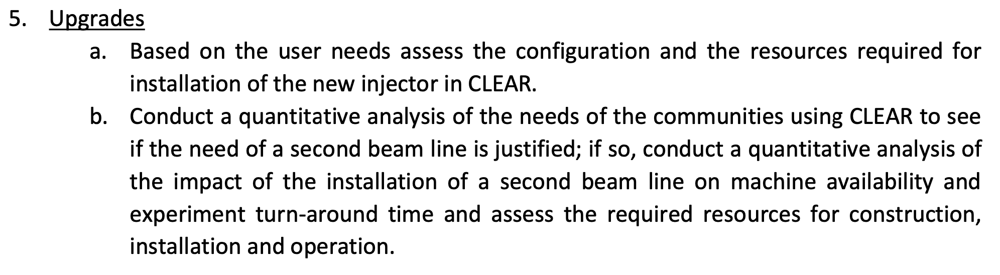 5. Upgrades
a. Based on the user needs assess the configuration and the resources required for
installation of the new injector in CLEAR.
b. Conduct a quantitative analysis of the needs of the communities using CLEAR to see
if the need of a second beam line is justified; if so, conduct a quantitative analysis of
the impact of the installation of a second beam line on machine availability and
experiment turn-around time and assess the required resources for construction,
installation and operation.